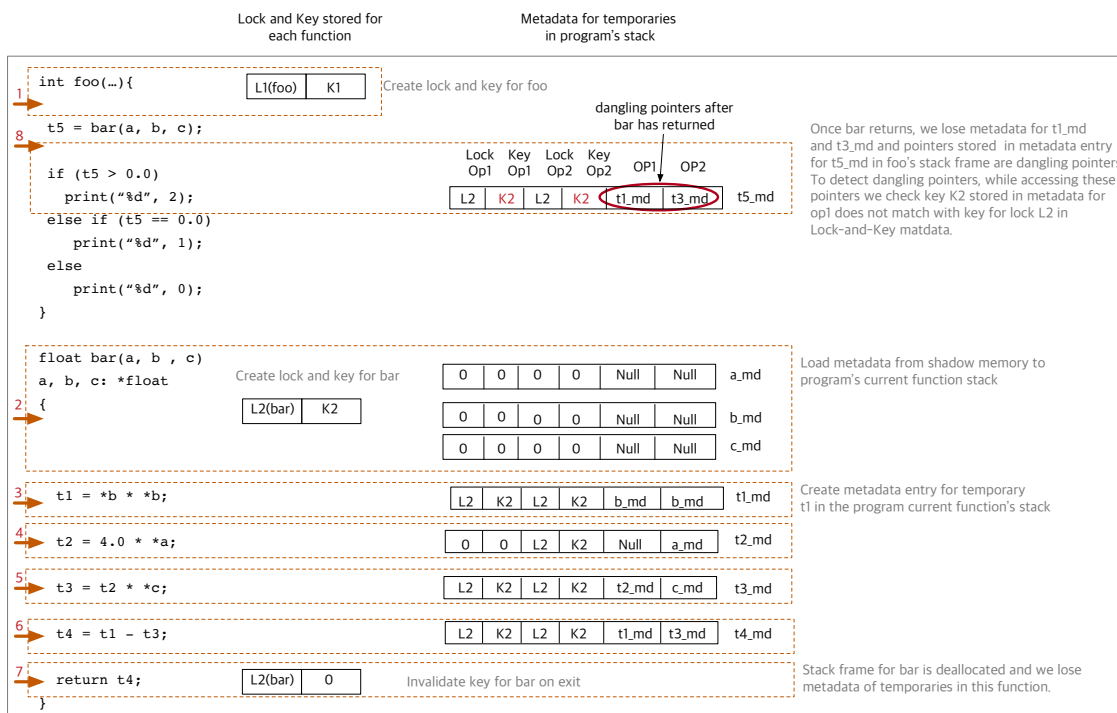 Lock and Key stored for
each function
Metadata for temporaries
in program's stack
1
int foo(…){
L1(foo) K1
Create lock and key for foo
dangling pointers after
bar has returned
t5 = bar(a, b, c);
8
Once bar returns, we lose metadata for t1_md
and t3_md and pointers stored in metadata entry
for t5_md in foo's stack frame are dangling pointers
To detect dangling pointers, while accessing these
pointers we check key K2 stored in metadata for
op1 does not match with key for lock L2 in
Lock-and-Key matdata.
Lock Key Lock Key
Op1 Op1 Op2 Op2 OP1 OP2
L2 K2 L2 K2 t1_md t3_md t5_md
if (t5 > 0.0)
print("%d", 2);
else if (t5 == 0.0)
print("%d", 1);
else
print("%d", 0);
}
float bar(a, b , c)
a, b, c: *float
{
2
Create lock and key for bar
L2(bar) K2
0 0 0 0 Null Null a_md
0 0 0 0 Null Null b_md
0 0 0 0 Null Null c_md
Load metadata from shadow memory to
program's current function stack
3
t1 = *b * *b;
L2 K2 L2 K2 b_md b_md t1_md
Create metadata entry for temporary
t1 in the program current function's stack
4
t2 = 4.0 * *a;
0 0 L2 K2 Null a_md t2_md
5
t3 = t2 * *c;
L2 K2 L2 K2 t2_md c_md t3_md
6
t4 = t1 - t3;
L2 K2 L2 K2 t1_md t3_md t4_md
7
return t4;
L2(bar) 0
Invalidate key for bar on exit
Stack frame for bar is deallocated and we lose
metadata of temporaries in this function.
}